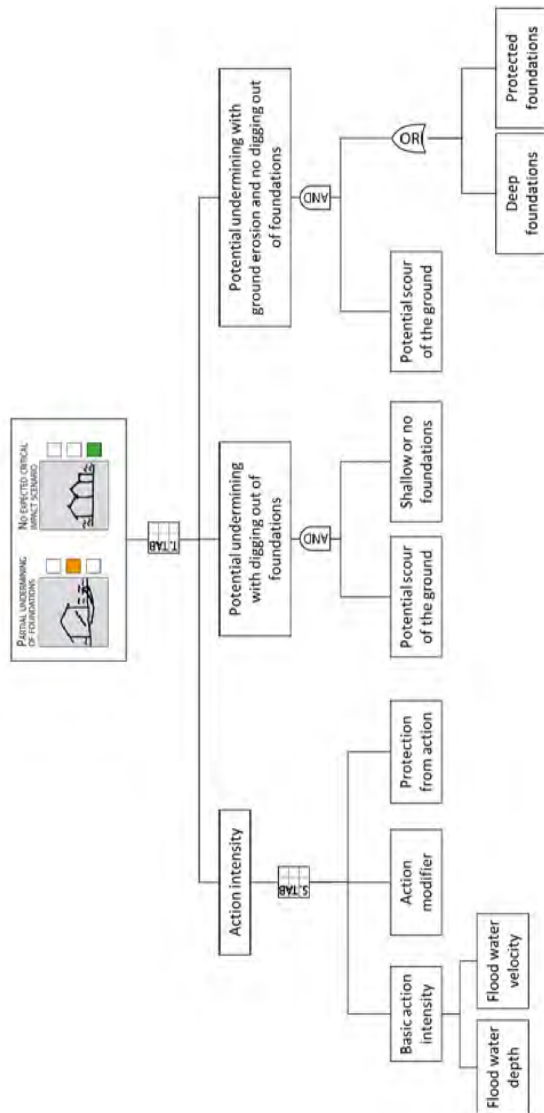 PARTIAL UNDERMINING
OF FOUNDATIONS
NO EXPECTED CRITICAL
IMPACT SCENARIO
T. TAB
Action intensity
Potential undermining
with digging out of
foundations
Potential undermining with
ground erosion and no digging out
of foundations
S. TAB
AND
AND
Basic action
intensity
Action
modifier
Protection
from action
Potential scour
of the ground
Shallow or no
foundations
Potential scour
of the ground
OR
Flood water
depth
Flood water
velocity
Deep
foundations
Protected
foundations